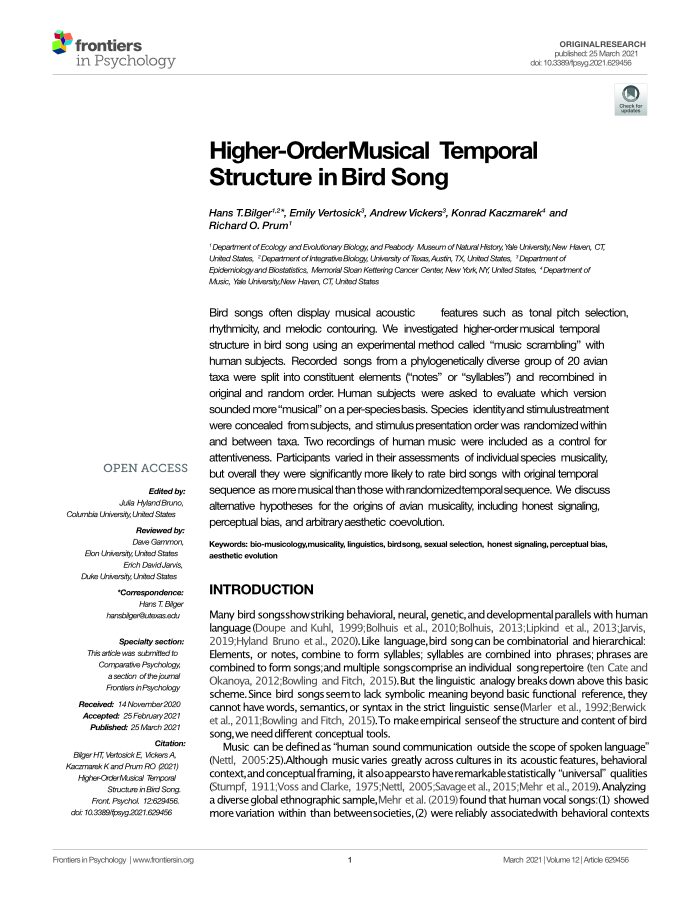 frontiers
in Psychology
ORIGINAL RESEARCH
published: 25 March 2021
doi: 10.3389/fpsyg.2021.629456
Check for
updates
Higher-Order Musical Temporal
Structure in Bird Song
Hans T. Bilger1,2*, Emily Vertosick3, Andrew Vickers3, Konrad Kaczmarek4 and
Richard O. Prum1
1 Department of Ecology and Evolutionary Biology, and Peabody Museum of Natural History, Yale University, New Haven, CT,
United States, 2 Department of Integrative Biology, University of Texas, Austin, TX, United States, 3 Department of
Epidemiology and Biostatistics, Memorial Sloan Kettering Cancer Center, New York, NY, United States, 4 Department of
Music, Yale University, New Haven, CT, United States
Bird songs often display musical acoustic features such as tonal pitch selection,
rhythmicity, and melodic contouring. We investigated higher-order musical temporal
structure in bird song using an experimental method called “music scrambling” with
human subjects. Recorded songs from a phylogenetically diverse group of 20 avian
taxa were split into constituent elements (“notes” or “syllables”) and recombined in
original and random order. Human subjects were asked to evaluate which version
sounded more “musical” on a per-species basis. Species identity and stimulus treatment
were concealed from subjects, and stimulus presentation order was randomized within
and between taxa. Two recordings of human music were included as a control for
attentiveness. Participants varied in their assessments of individual species musicality,
but overall they were significantly more likely to rate bird songs with original temporal
sequence as more musical than those with randomized temporal sequence. We discuss
alternative hypotheses for the origins of avian musicality, including honest signaling,
perceptual bias, and arbitrary aesthetic coevolution.
Keywords: bio-musicology, musicality, linguistics, birdsong, sexual selection, honest signaling, perceptual bias,
aesthetic evolution
OPEN ACCESS
Edited by:
Julia Hyland Bruno,
Columbia University, United States
Reviewed by:
Dave Gammon,
Elon University, United States
Erich David Jarvis,
Duke University, United States
*Correspondence:
Hans T. Bilger
hansbilger@utexas.edu
Specialty section:
This article was submitted to
Comparative Psychology,
a section of the journal
Frontiers in Psychology
Received: 14 November 2020
Accepted: 25 February 2021
Published: 25 March 2021
Citation:
Bilger HT, Vertosick E, Vickers A,
Kaczmarek K and Prum RO (2021)
Higher-Order Musical Temporal
Structure in Bird Song.
Front. Psychol. 12:629456.
doi: 10.3389/fpsyg.2021.629456
INTRODUCTION
Many bird songs show striking behavioral, neural, genetic, and developmental parallels with human
language (Doupe and Kuhl, 1999; Bolhuis et al., 2010; Bolhuis, 2013; Lipkind et al., 2013; Jarvis,
2019; Hyland Bruno et al., 2020). Like language, bird song can be combinatorial and hierarchical:
Elements, or notes, combine to form syllables; syllables are combined into phrases; phrases are
combined to form songs; and multiple songs comprise an individual song repertoire (ten Cate and
Okanoya, 2012; Bowling and Fitch, 2015). But the linguistic analogy breaks down above this basic
scheme. Since bird songs seem to lack symbolic meaning beyond basic functional reference, they
cannot have words, semantics, or syntax in the strict linguistic sense (Marler et al., 1992; Berwick
et al., 2011; Bowling and Fitch, 2015). To make empirical sense of the structure and content of bird
song, we need different conceptual tools.
Music can be defined as “human sound communication outside the scope of spoken language”
(Nettl, 2005:25). Although music varies greatly across cultures in its acoustic features, behavioral
context, and conceptual framing, it also appears to have remarkable statistically “universal” qualities
(Stumpf, 1911; Voss and Clarke, 1975; Nettl, 2005; Savage et al., 2015; Mehr et al., 2019). Analyzing
a diverse global ethnographic sample, Mehr et al. (2019) found that human vocal songs: (1) showed
more variation within than between societies, (2) were reliably associated with behavioral contexts
Frontiers in Psychology | www.frontiersin.org
1
March 2021 | Volume 12 | Article 629456